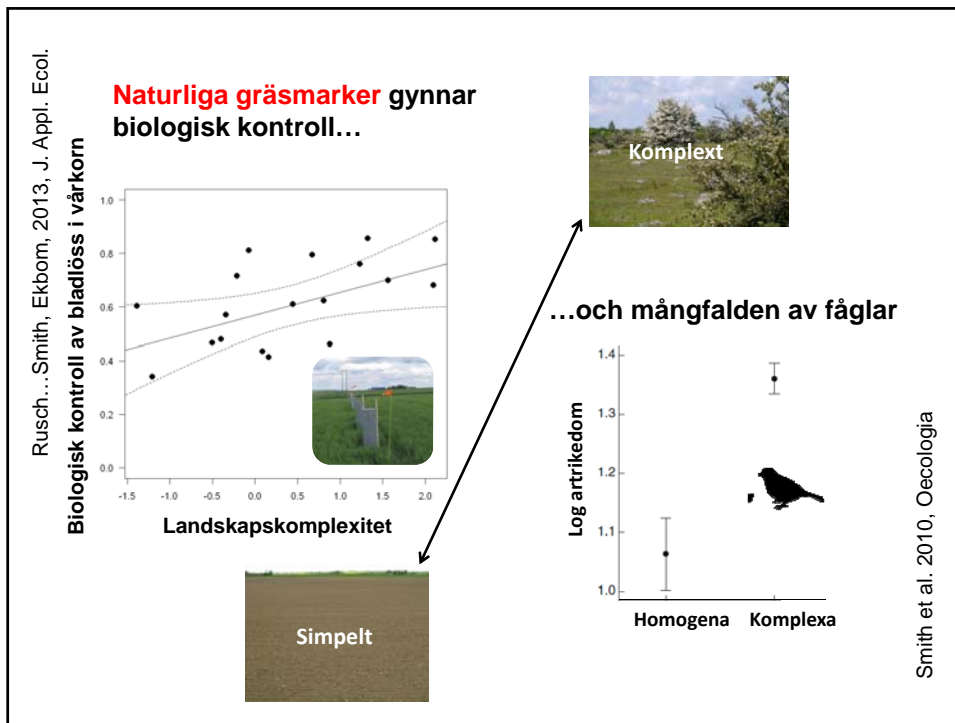 Naturliga gräsmarker gynnar
biologisk kontroll…
Rusch…Smith, Ekbom, 2013, J. Appl. Ecol.
Biologisk kontroll av bladlöss i vårkorn
1.0
0.8
0.6
0.4
0.2
0.0
-1.5 -1.0 -0.5 0.0 0.5 1.0 1.5 2.0
Landskapskomplexitet
Komplext
Simpelt
…och mångfalden av fåglar
Log artrikedom
1.4
1.3
1.2
1.1
1.0
Homogena Komplexa
Smith et al. 2010, Oecologia